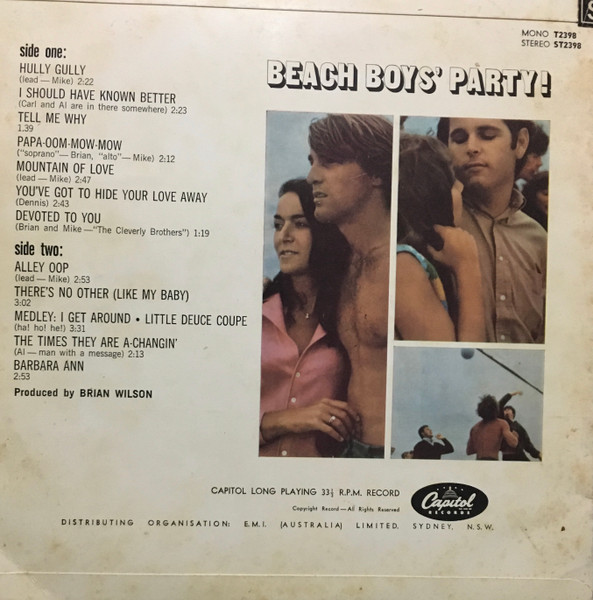 MONO T2398
STEREO ST2398
BEACH BOYS' PARTY!
side one:
HULLY GULLY
(lead — Mike) 2:22
I SHOULD HAVE KNOWN BETTER
(Carl and Al are in there somewhere) 2:23
TELL ME WHY
1.39
PAPA-OOM-MOW-MOW
("soprano" — Brian, "alto" — Mike) 2:12
MOUNTAIN OF LOVE
(lead — Mike) 2:47
YOU'VE GOT TO HIDE YOUR LOVE AWAY
(Dennis) 2:43
DEVOTED TO YOU
(Brian and Mike — "The Cleverly Brothers") 1:19
side two:
ALLEY OOP
(lead — Mike) 2:53
THERE'S NO OTHER (LIKE MY BABY)
3:02
MEDLEY: I GET AROUND • LITTLE DEUCE COUPE
(ha! ho! he!) 3:31
THE TIMES THEY ARE A-CHANGIN'
(Al — man with a message) 2:13
BARBARA ANN
2:53
Produced by BRIAN WILSON
CAPITOL LONG PLAYING 33⅓ R.P.M. RECORD
Copyright Record — All Rights Reserved
Capitol
RECORDS
DISTRIBUTING ORGANISATION: E.M.I. (AUSTRALIA) LIMITED. SYDNEY, N.S.W.